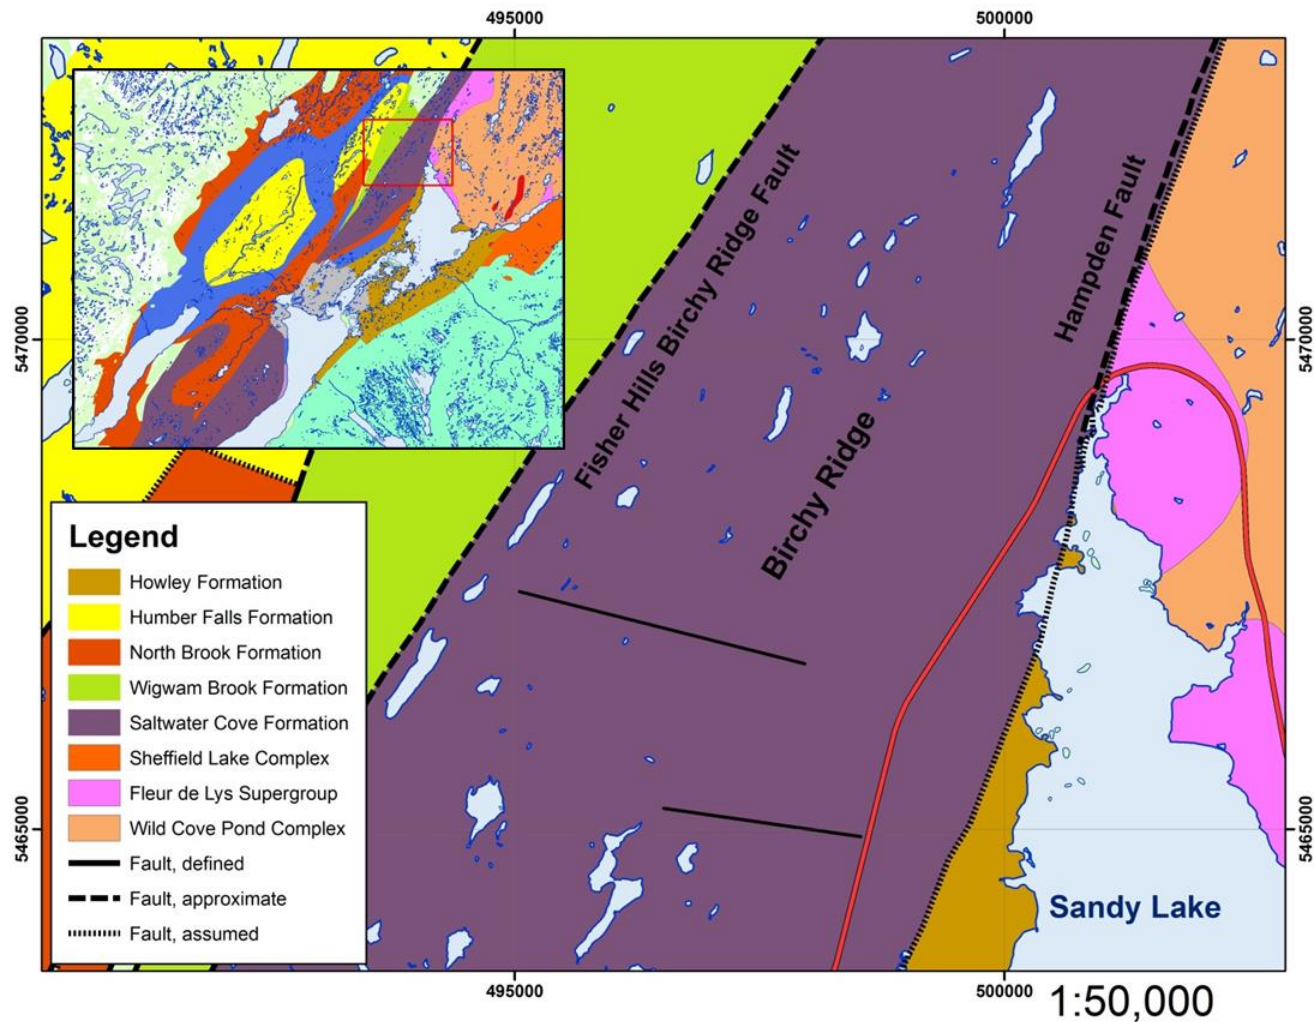 495000
500000
5470000
5470000
Fisher Hills Birchy Ridge Fault
Hampden Fault
Birchy Ridge
Legend
Howley Formation
Humber Falls Formation
North Brook Formation
Wigwam Brook Formation
Saltwater Cove Formation
Sheffield Lake Complex
Fleur de Lys Supergroup
Wild Cove Pond Complex
Fault, defined
Fault, approximate
Fault, assumed
5465000
5465000
Sandy Lake
495000
500000
1:50,000